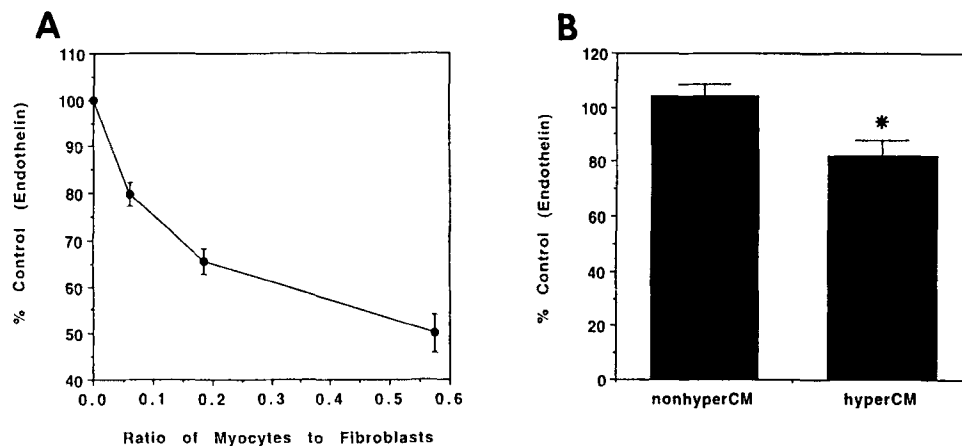 A
110
100
90
80
70
60
50
40
% Control (Endothelin)
0.0 0.1 0.2 0.3 0.4 0.5 0.6
Ratio of Myocytes to Fibroblasts
B
120
100
80
60
40
20
0
% Control (Endothelin)
*
nonhyperCM hyperCM